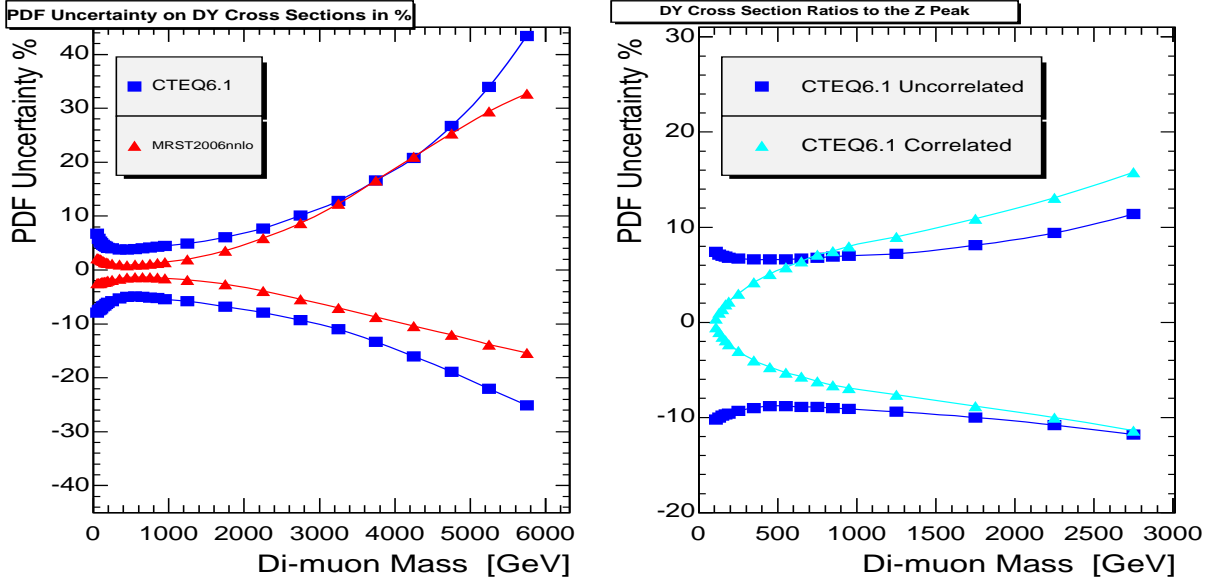 PDF Uncertainty on DY Cross Sections in %
PDF Uncertainty %
40
30
20
10
0
-10
-20
-30
-40
CTEQ6.1
MRST2006nnlo
0 1000 2000 3000 4000 5000 6000
Di-muon Mass [GeV]
DY Cross Section Ratios to the Z Peak
PDF Uncertainty %
30
20
10
0
-10
-20
CTEQ6.1 Uncorrelated
CTEQ6.1 Correlated
0 500 1000 1500 2000 2500 3000
Di-muon Mass [GeV]